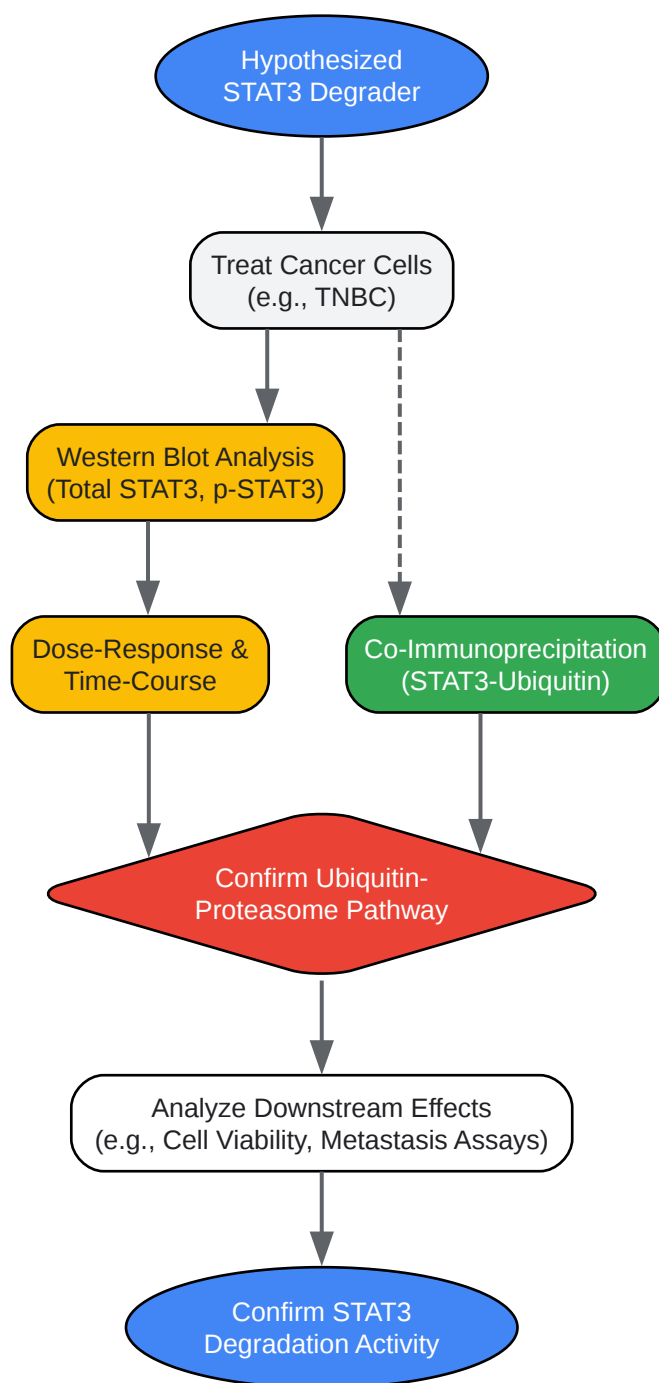 Hypothesized
STAT3 Degrader
Treat Cancer Cells
(e.g., TNBC)
Western Blot Analysis
(Total STAT3, p-STAT3)
Dose-Response &
Time-Course
Co-Immunoprecipitation
(STAT3-Ubiquitin)
Confirm Ubiquitin-
Proteasome Pathway
Analyze Downstream Effects
(e.g., Cell Viability, Metastasis Assays)
Confirm STAT3
Degradation Activity